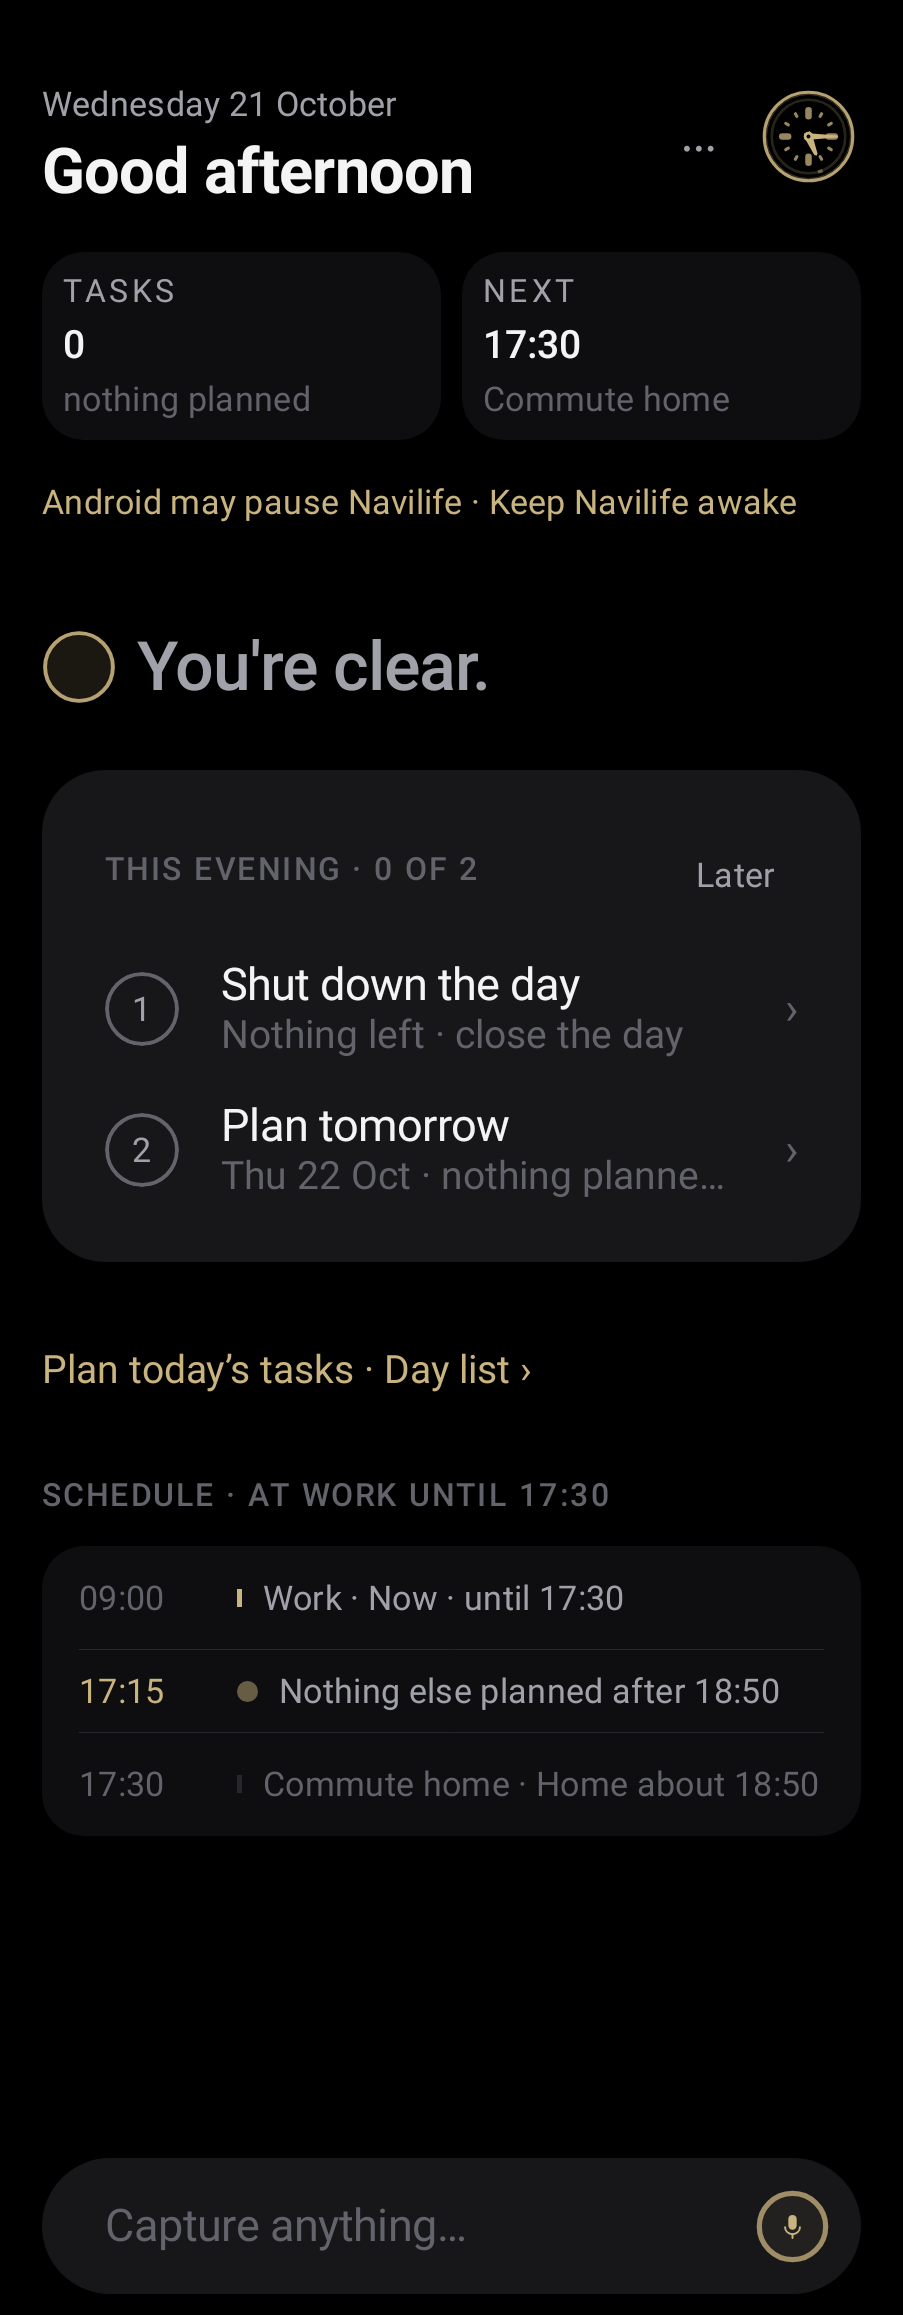 Wednesday 21 October
Good afternoon
...
TASKS
0
nothing planned
NEXT
17:30
Commute home
Android may pause Navilife · Keep Navilife awake
You're clear.
THIS EVENING · 0 OF 2
Later
1
Shut down the day
Nothing left · close the day
›
2
Plan tomorrow
Thu 22 Oct · nothing planne...
›
Plan today’s tasks · Day list ›
SCHEDULE · AT WORK UNTIL 17:30
09:00 Work · Now · until 17:30
17:15 Nothing else planned after 18:50
17:30 Commute home · Home about 18:50
Capture anything...